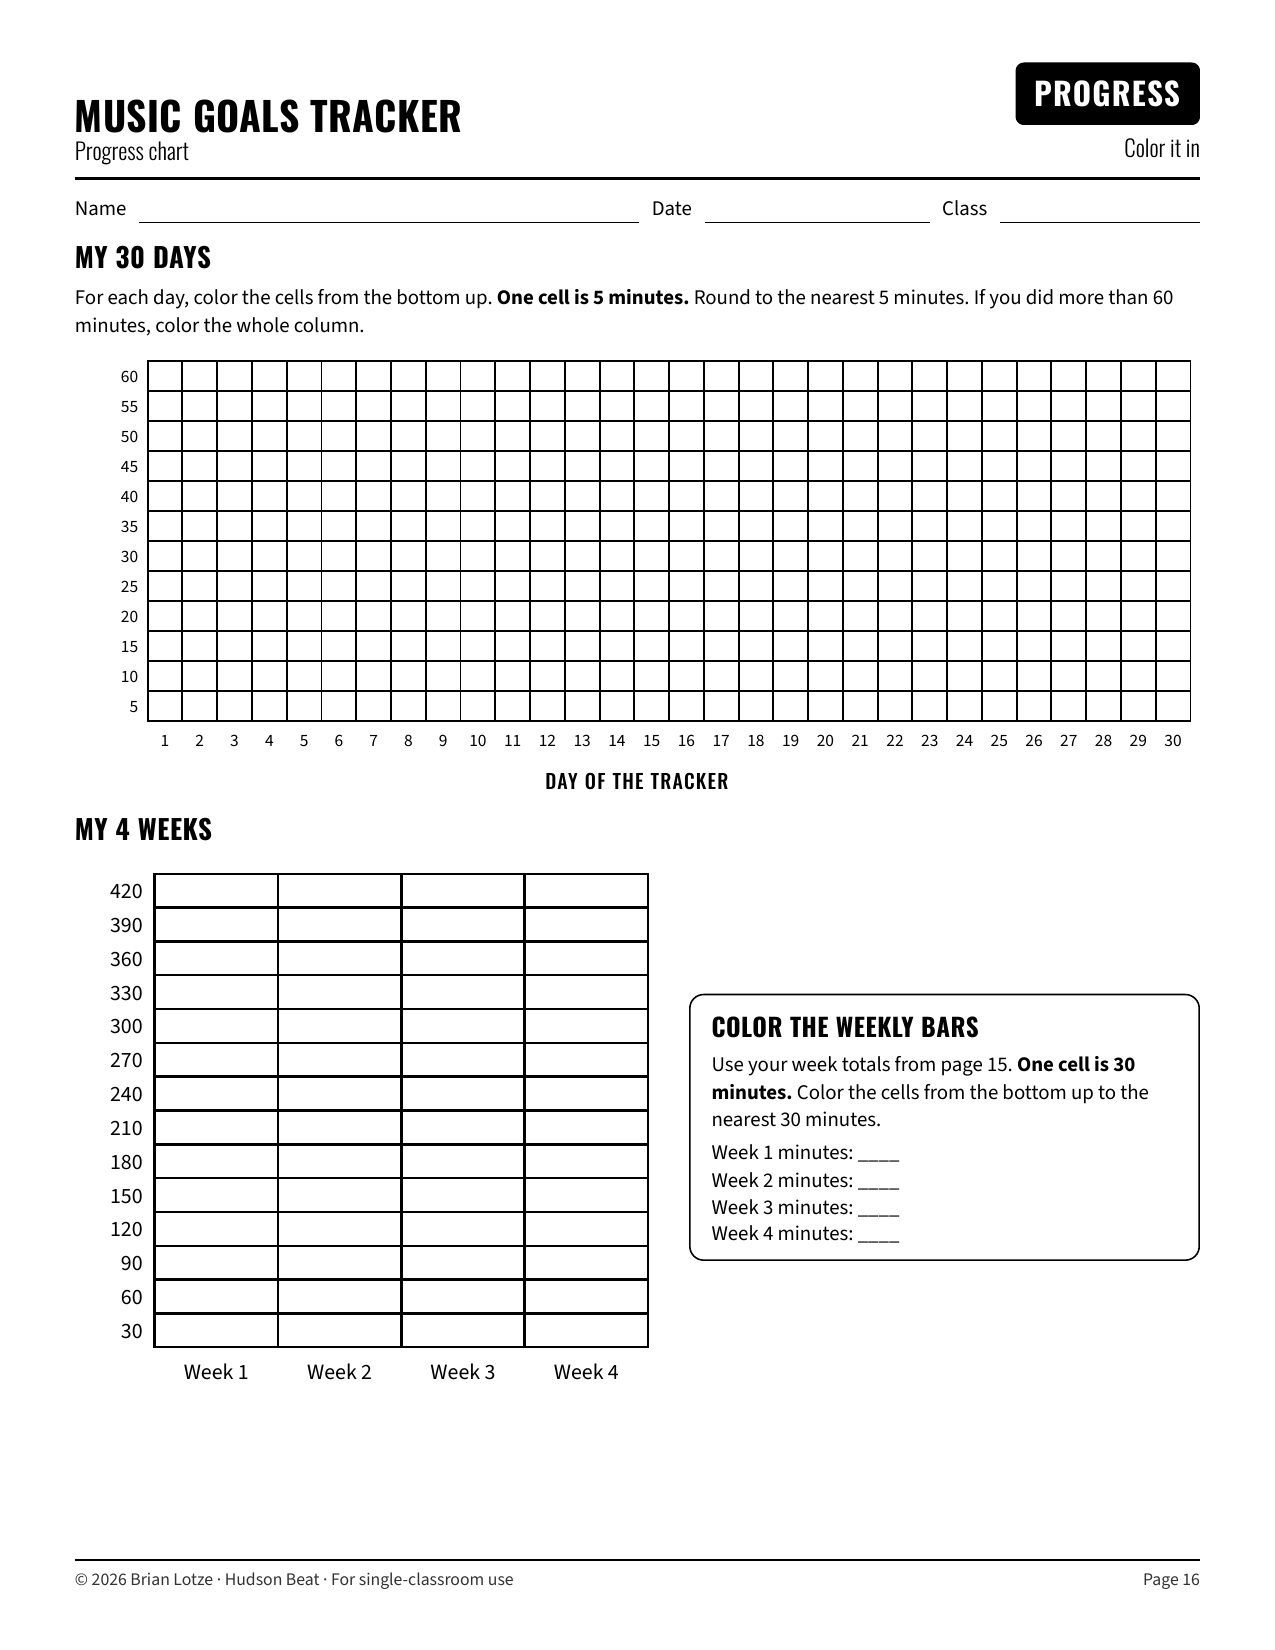 PROGRESS
MUSIC GOALS TRACKER
Progress chart
Color it in
Name Date Class
MY 30 DAYS
For each day, color the cells from the bottom up. One cell is 5 minutes. Round to the nearest 5 minutes. If you did more than 60
minutes, color the whole column.
60
55
50
45
40
35
30
25
20
15
10
5
1 2 3 4 5 6 7 8 9 10 11 12 13 14 15 16 17 18 19 20 21 22 23 24 25 26 27 28 29 30
DAY OF THE TRACKER
MY 4 WEEKS
420
390
360
330
300
270
240
210
180
150
120
90
60
30
Week 1 Week 2 Week 3 Week 4
COLOR THE WEEKLY BARS
Use your week totals from page 15. One cell is 30
minutes. Color the cells from the bottom up to the
nearest 30 minutes.
Week 1 minutes: ____
Week 2 minutes: ____
Week 3 minutes: ____
Week 4 minutes: ____
© 2026 Brian Lotze · Hudson Beat · For single-classroom use
Page 16